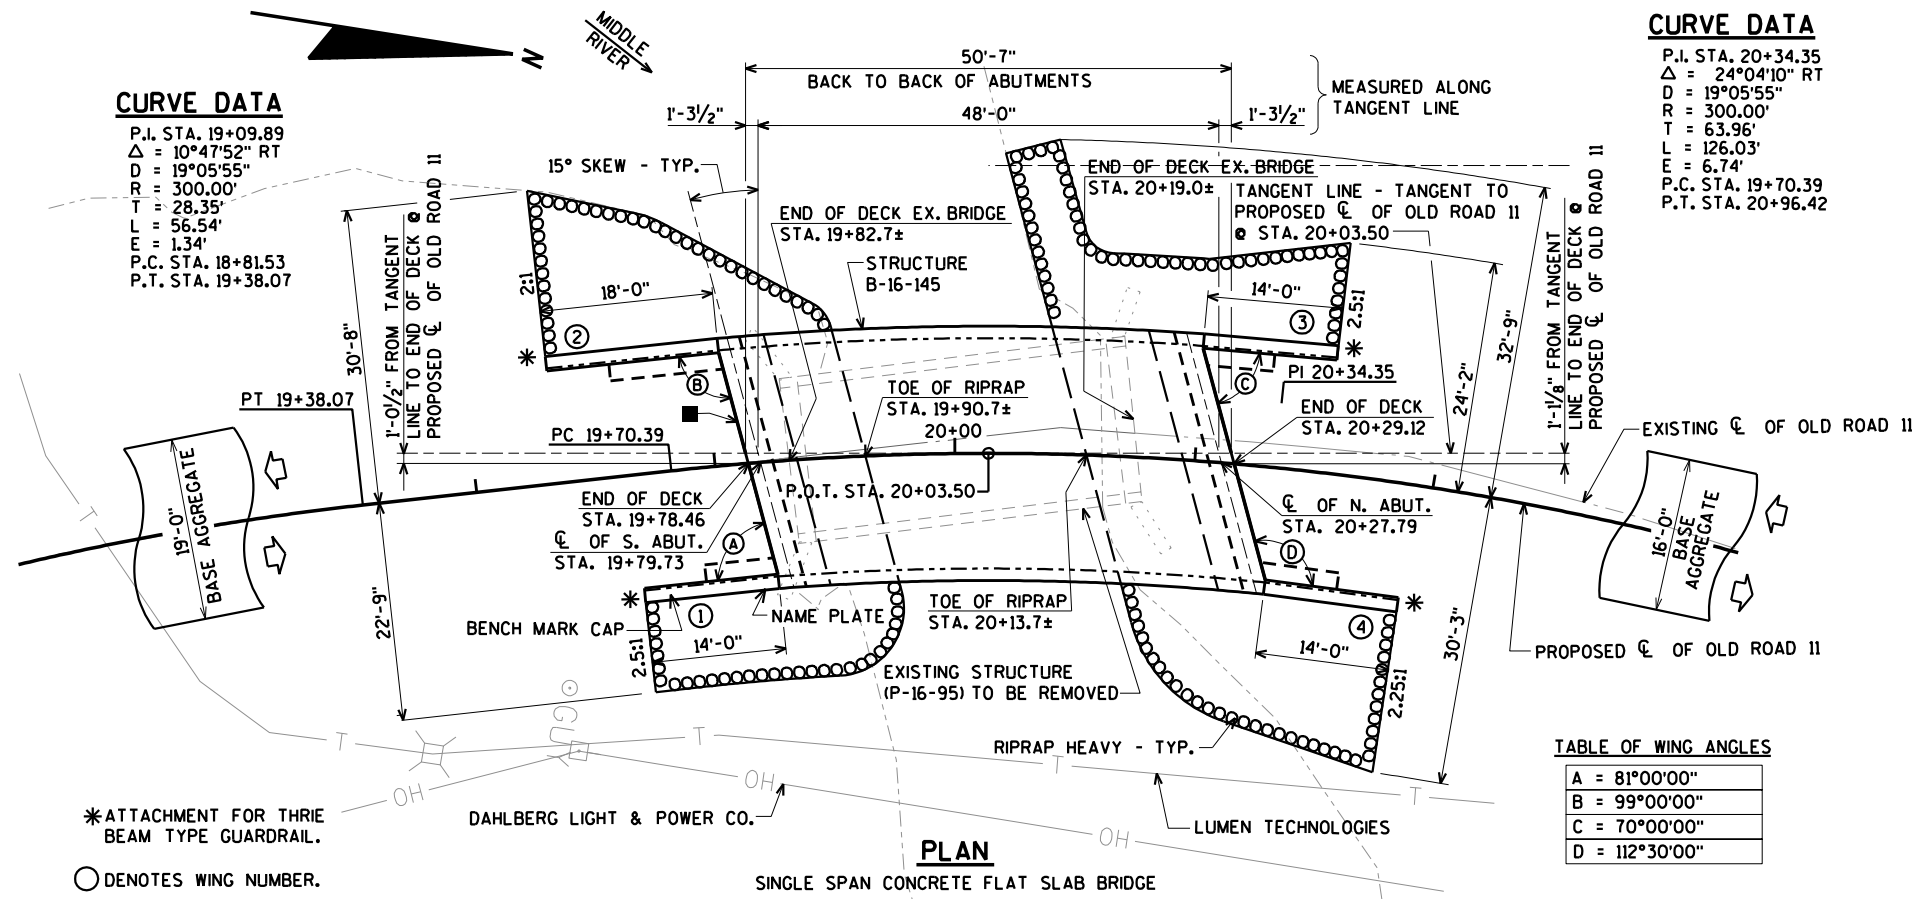 MIDDLE
RIVER
N
CURVE DATA
P.I. STA. 19+09.89
Δ = 10°47'52" RT
D = 19°05'55"
R = 300.00'
T = 28.35'
L = 56.54'
E = 1.34'
P.C. STA. 18+81.53
P.T. STA. 19+38.07
CURVE DATA
P.I. STA. 20+34.35
Δ = 24°04'10" RT
D = 19°05'55"
R = 300.00'
T = 63.96'
L = 126.03'
E = 6.74'
P.C. STA. 19+70.39
P.T. STA. 20+96.42
50'-7"
BACK TO BACK OF ABUTMENTS
1'-3½"
48'-0"
1'-3½"
MEASURED ALONG
TANGENT LINE
15° SKEW - TYP.
END OF DECK EX. BRIDGE
STA. 19+82.7±
END OF DECK EX. BRIDGE
STA. 20+19.0±
TANGENT LINE - TANGENT TO
PROPOSED ℄ OF OLD ROAD 11
@ STA. 20+03.50
STRUCTURE
B-16-145
1'-0½" FROM TANGENT
LINE TO END OF DECK @
PROPOSED ℄ OF OLD ROAD 11
1'-1⅛" FROM TANGENT
LINE TO END OF DECK @
PROPOSED ℄ OF OLD ROAD 11
30'-8"
2:1
18'-0"
2
B
14'-0"
3
2.5:1
C
24'-2"
32'-9"
PT 19+38.07
PC 19+70.39
PI 20+34.35
TOE OF RIPRAP
STA. 19+90.7±
20+00
END OF DECK
STA. 20+29.12
EXISTING ℄ OF OLD ROAD 11
P.O.T. STA. 20+03.50
END OF DECK
STA. 19+78.46
℄ OF S. ABUT.
STA. 19+79.73
℄ OF N. ABUT.
STA. 20+27.79
19'-0"
BASE AGGREGATE
16'-0"
BASE
AGGREGATE
A
D
22'-9"
BENCH MARK CAP
1
NAME PLATE
14'-0"
2.5:1
TOE OF RIPRAP
STA. 20+13.7±
EXISTING STRUCTURE
(P-16-95) TO BE REMOVED
4
14'-0"
2.25:1
30'-3"
PROPOSED ℄ OF OLD ROAD 11
RIPRAP HEAVY - TYP.
T
GU
T
T
T
T
OH
OH
OH
DAHLBERG LIGHT & POWER CO.
LUMEN TECHNOLOGIES
TABLE OF WING ANGLES
A = 81°00'00"
B = 99°00'00"
C = 70°00'00"
D = 112°30'00"
* ATTACHMENT FOR THRIE
BEAM TYPE GUARDRAIL.
DENOTES WING NUMBER.
PLAN
SINGLE SPAN CONCRETE FLAT SLAB BRIDGE